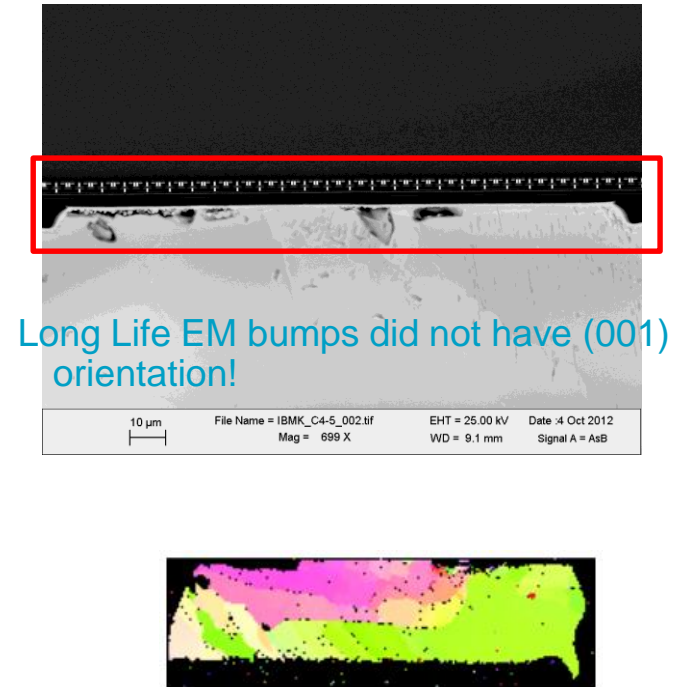 Long Life EM bumps did not have (001)
orientation!
10 µm File Name = IBMK_C4-5_002.tif EHT = 25.00 kV Date :4 Oct 2012
Mag = 699 X WD = 9.1 mm Signal A = AsB